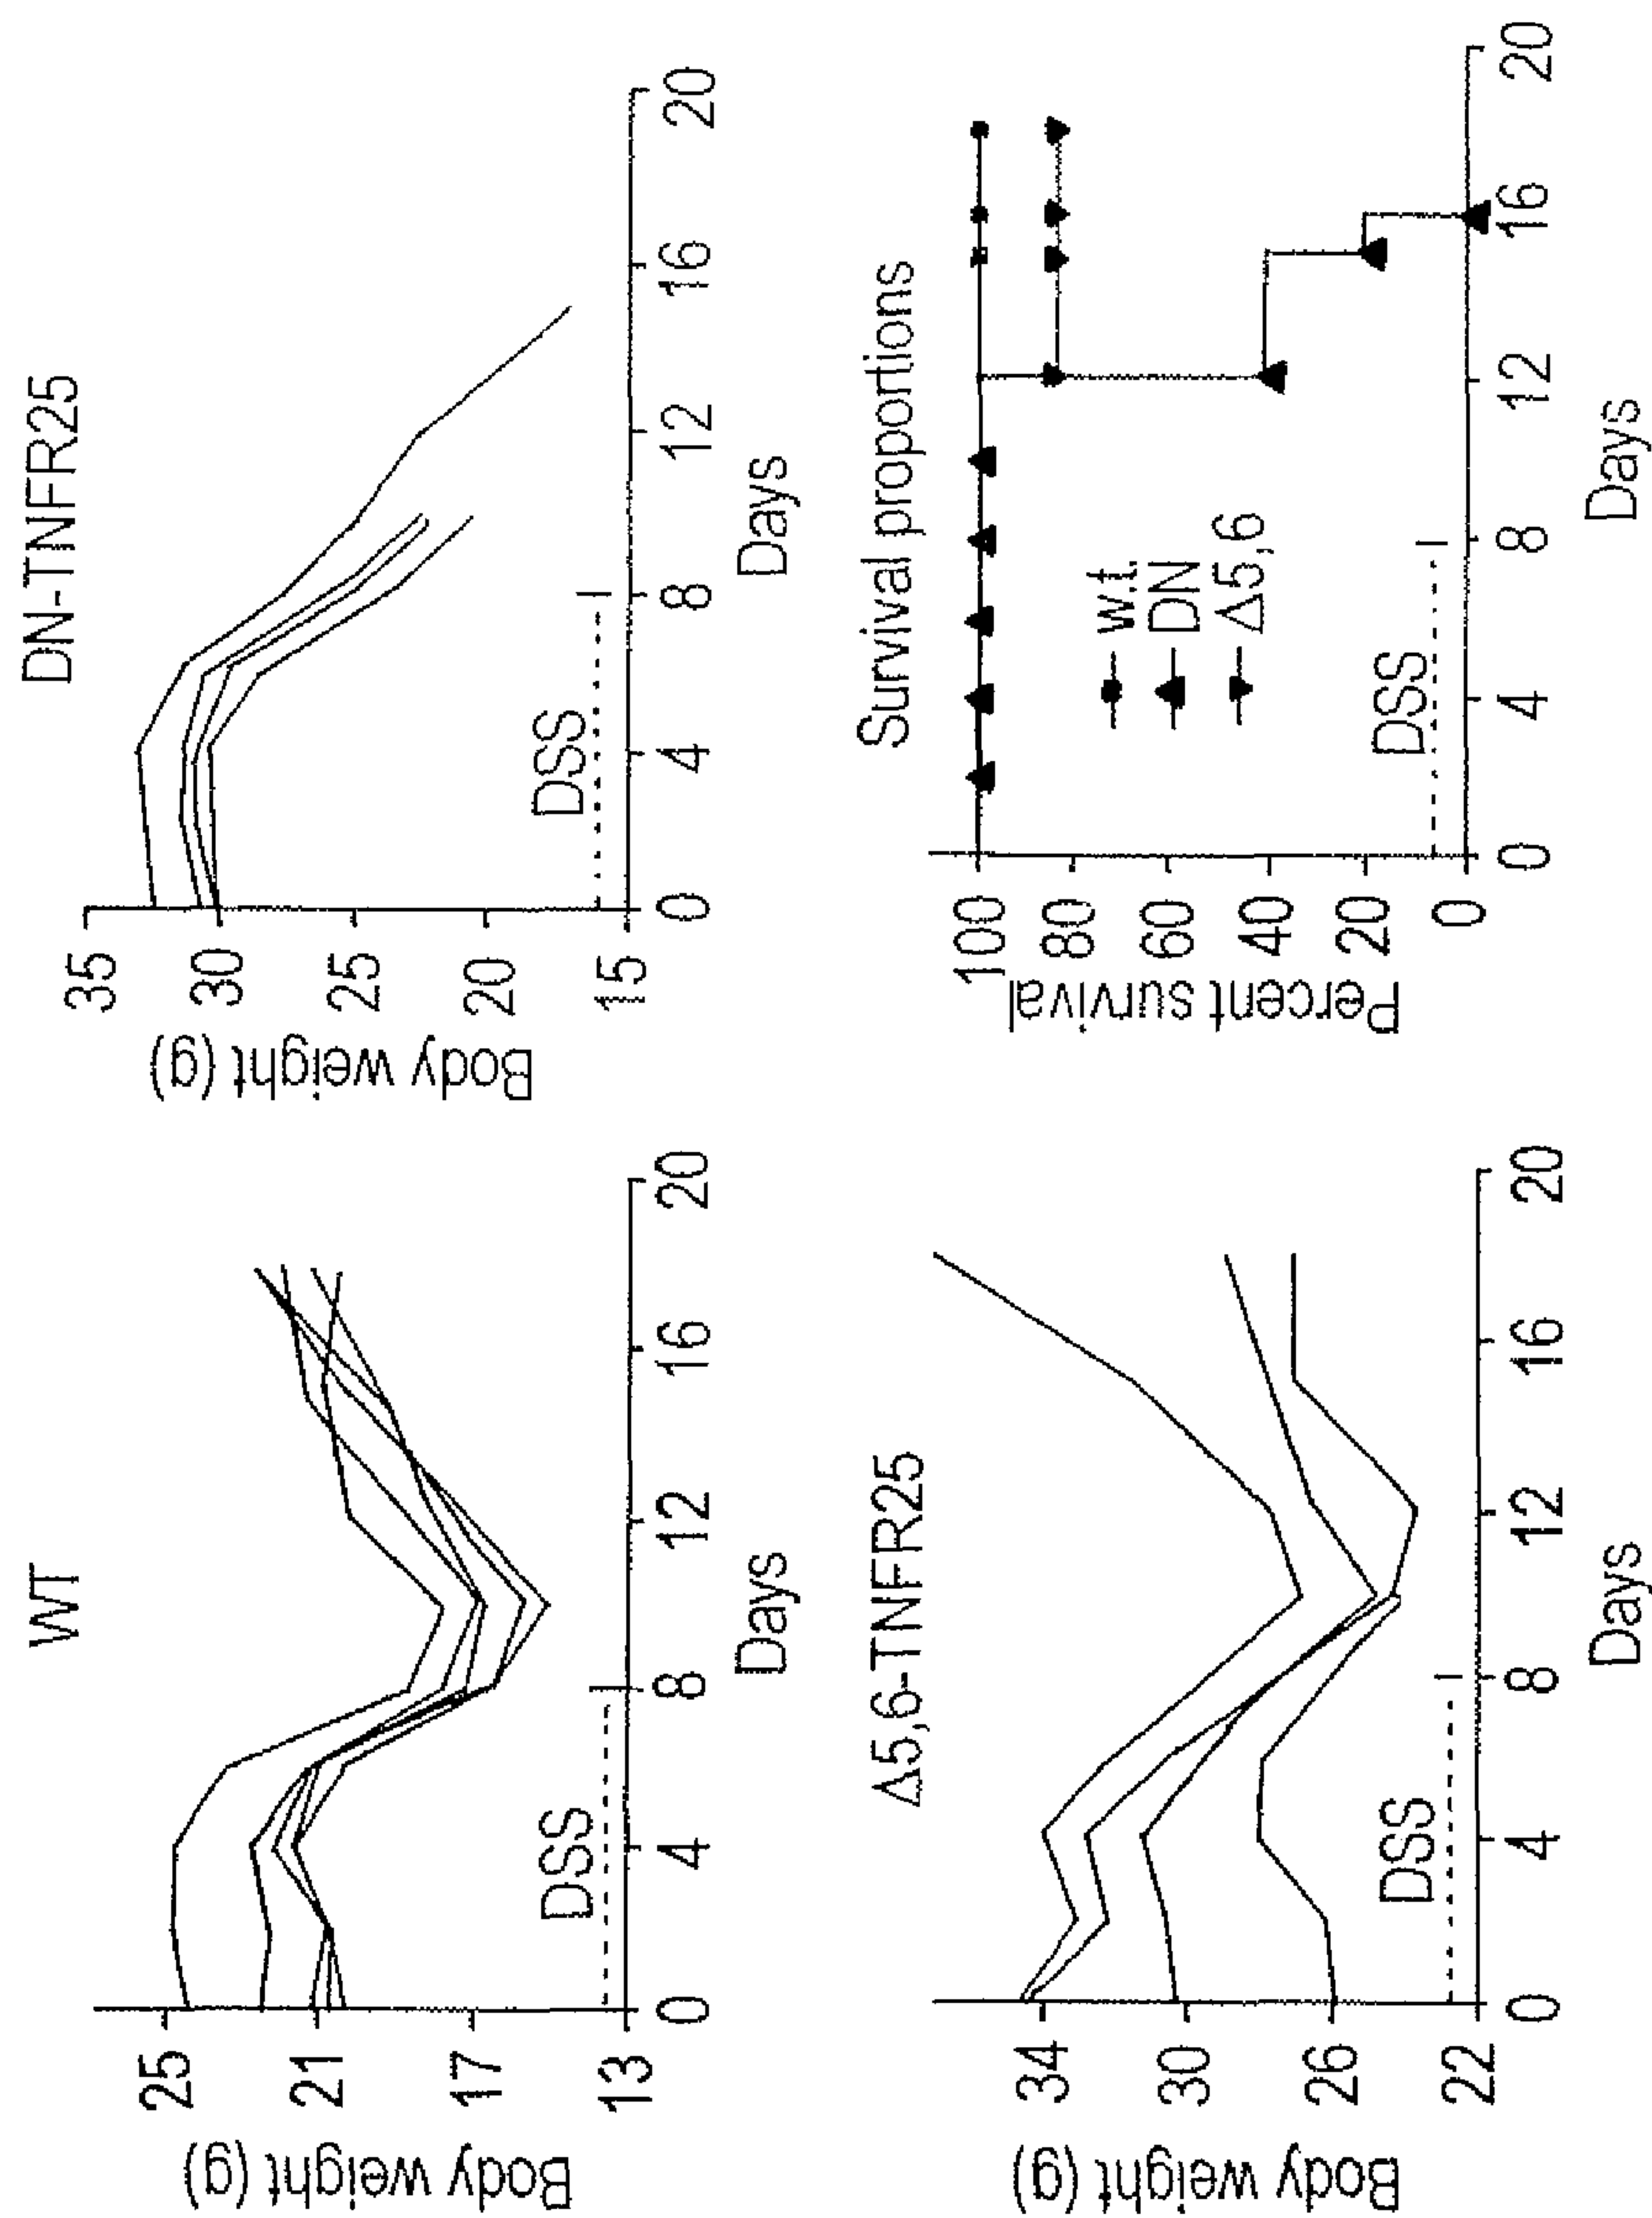 WT
Body weight (g)
25
21
17
13
DSS
0 4 8 12 16 20
Days
DN-TNFR25
Body weight (g)
35
30
25
20
15
DSS
0 4 8 12 16 20
Days
Δ5,6-TNFR25
Body weight (g)
34
30
26
22
DSS
0 4 8 12 16 20
Days
Survival proportions
Percent survival
100
80
60
40
20
0
w.t.
DN
Δ5,6
DSS
0 4 8 12 16 20
Days